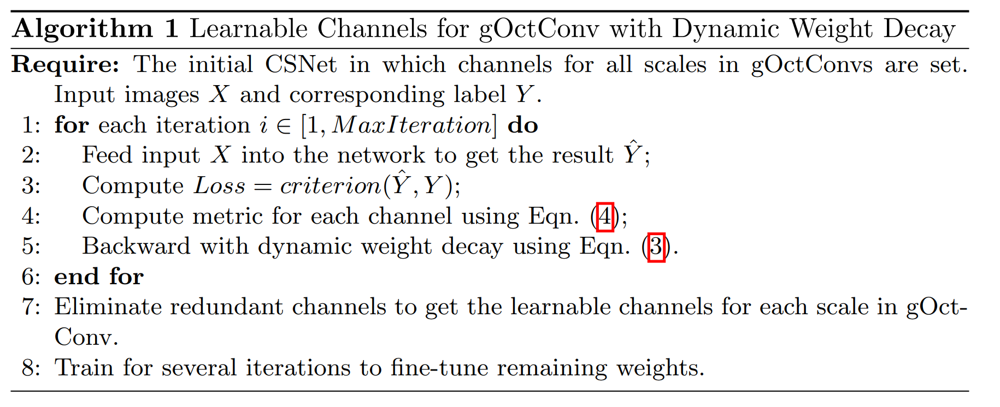 Algorithm 1 Learnable Channels for gOctConv with Dynamic Weight Decay
Require: The initial CSNet in which channels for all scales in gOctConvs are set.
Input images X and corresponding label Y.
1: for each iteration i ∈ [1, MaxIteration] do
2: Feed input X into the network to get the result Ŷ;
3: Compute Loss = criterion(Ŷ, Y);
4: Compute metric for each channel using Eqn. (4);
5: Backward with dynamic weight decay using Eqn. (3).
6: end for
7: Eliminate redundant channels to get the learnable channels for each scale in gOct-
Conv.
8: Train for several iterations to fine-tune remaining weights.